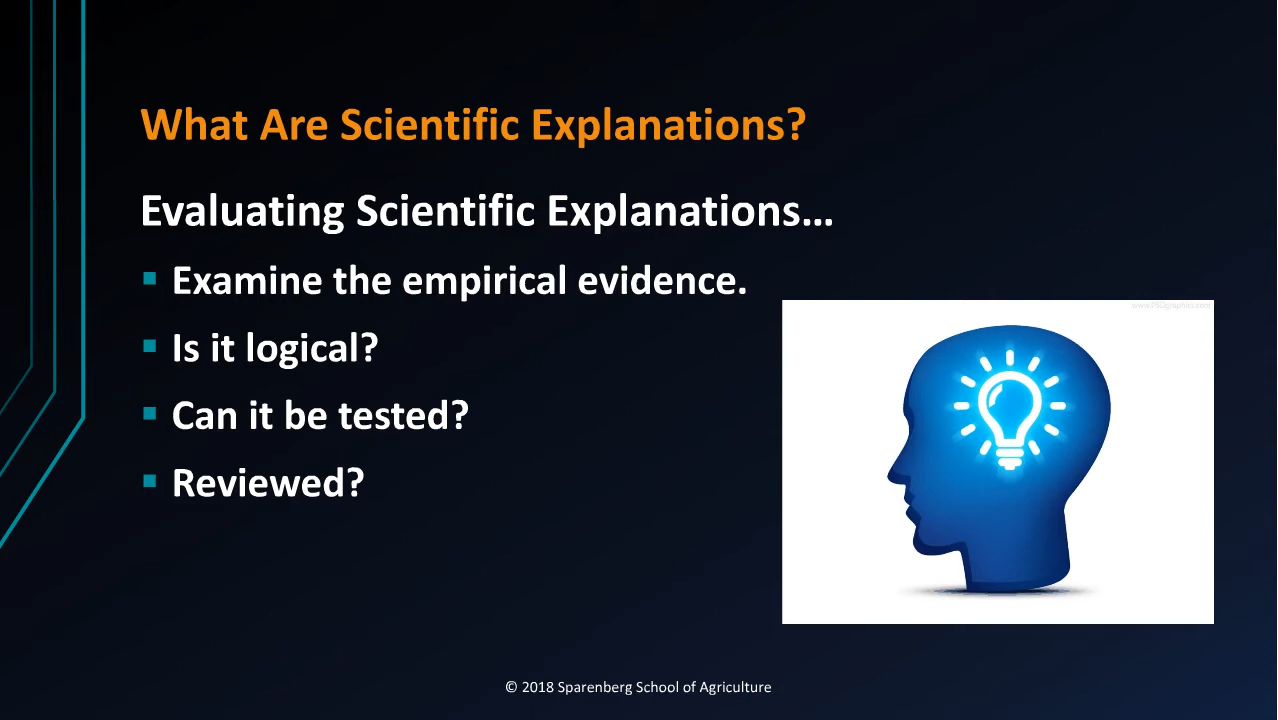 What Are Scientific Explanations?
Evaluating Scientific Explanations...
Examine the empirical evidence.
Is it logical?
Can it be tested?
Reviewed?
© 2018 Sparenberg School of Agriculture